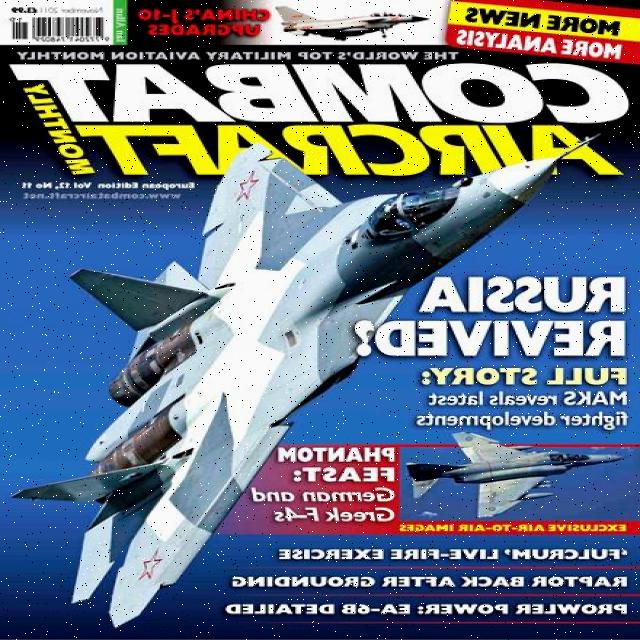 MORE NEWS
MORE ANALYSIS
CHINA'S J-10
UPGRADES
November 2011 £3.99
THE WORLD'S TOP MILITARY AVIATION MONTHLY
COMBAT
AIRCRAFT
MONTHLY
European Edition Vol 12, No 11
www.combataircraft.net
RUSSIA
REVIVED?
FULL STORY:
MAKS reveals latest
fighter developments
PHANTOM
FEAST:
German and
Greek F-4s
EXCLUSIVE AIR-TO-AIR IMAGES
'FULCRUM' LIVE-FIRE EXERCISE
RAPTOR BACK AFTER GROUNDING
PROWLER POWER: EA-6B DETAILED